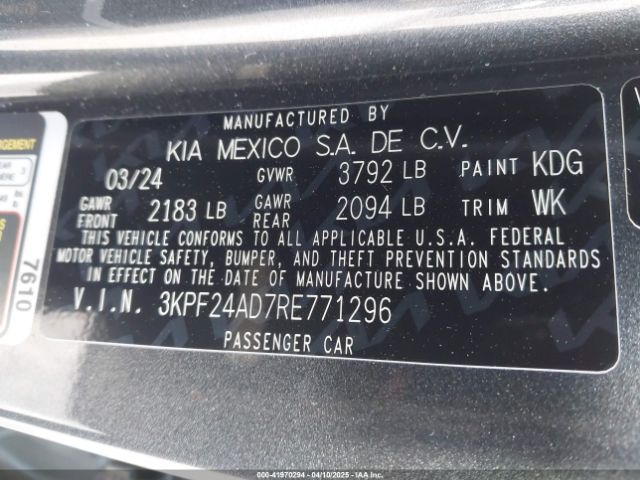 MANUFACTURED BY
KIA MEXICO S.A. DE C.V.
03/24 GVWR 3792 LB PAINT KDG
GAWR FRONT 2183 LB GAWR REAR 2094 LB TRIM WK
THIS VEHICLE CONFORMS TO ALL APPLICABLE U.S.A. FEDERAL
MOTOR VEHICLE SAFETY, BUMPER, AND THEFT PREVENTION STANDARDS
IN EFFECT ON THE DATE OF MANUFACTURE SHOWN ABOVE.
V.I.N. 3KPF24AD7RE771296
PASSENGER CAR
7610
000-41970294 - 04/10/2025 - IAAI.com